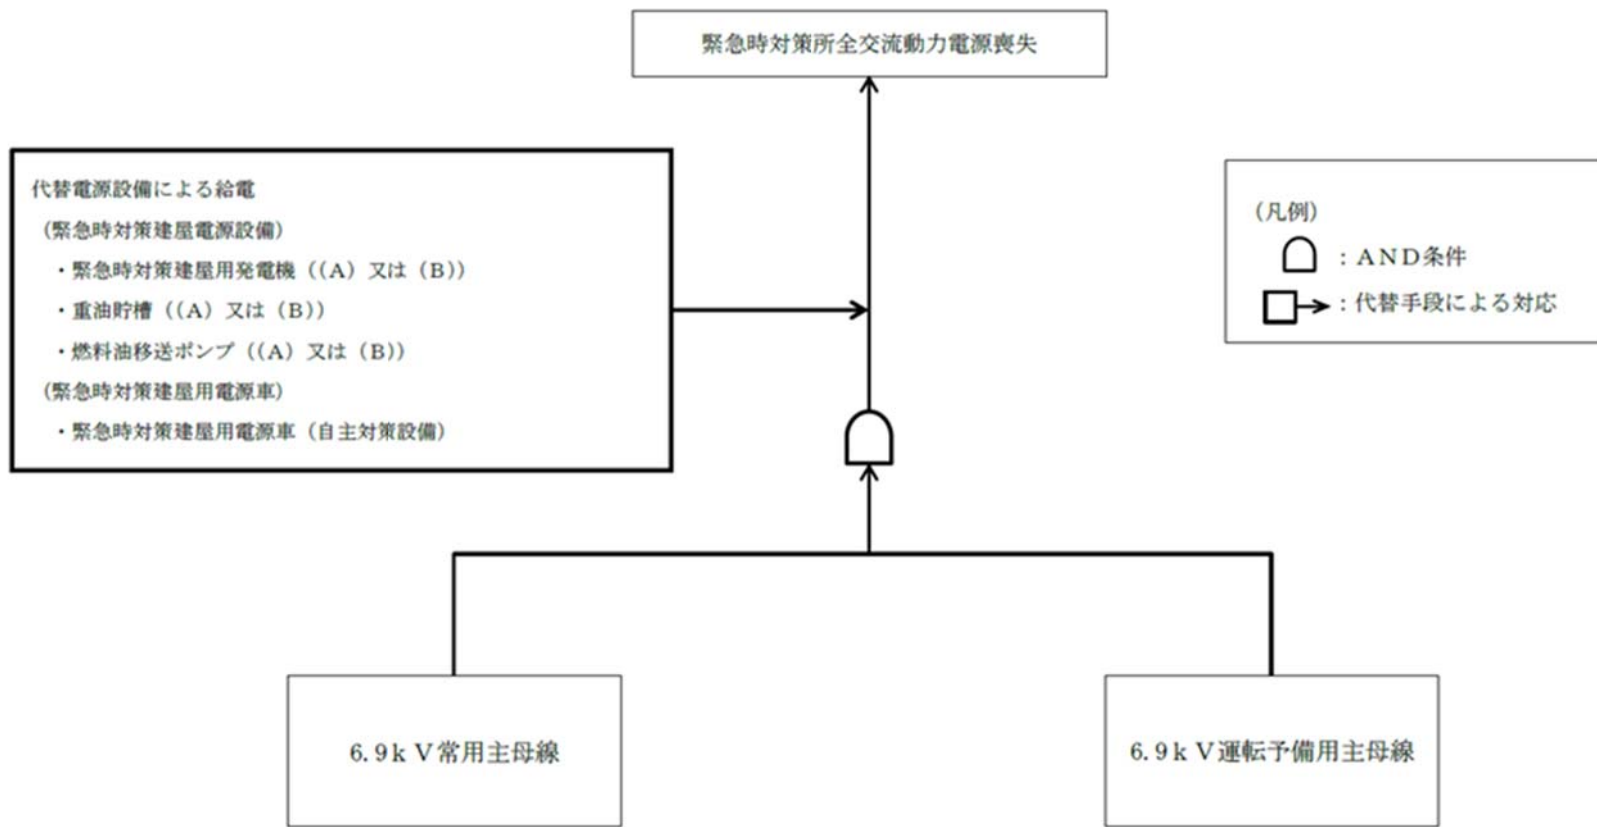 緊急時対策所全交流動力電源喪失
代替電源設備による給電
(緊急時対策建屋電源設備)
・緊急時対策建屋用発電機((A)又は(B))
・重油貯槽((A)又は(B))
・燃料油移送ポンプ((A)又は(B))
(緊急時対策建屋用電源車)
・緊急時対策建屋用電源車(自主対策設備)
(凡例)
:AND条件
:代替手段による対応
6.9kV常用主母線
6.9kV運転予備用主母線